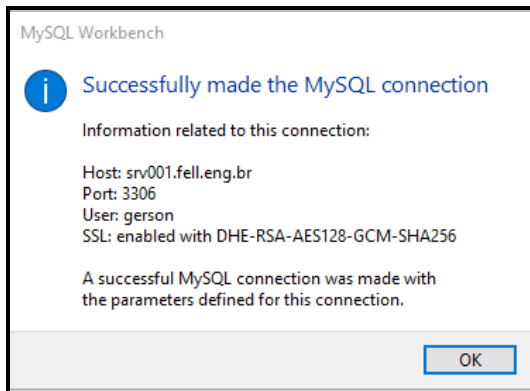 MySQL Workbench
i
Successfully made the MySQL connection
Information related to this connection:
Host: srv001.fell.eng.br
Port: 3306
User: gerson
SSL: enabled with DHE-RSA-AES128-GCM-SHA256
A successful MySQL connection was made with
the parameters defined for this connection.
OK